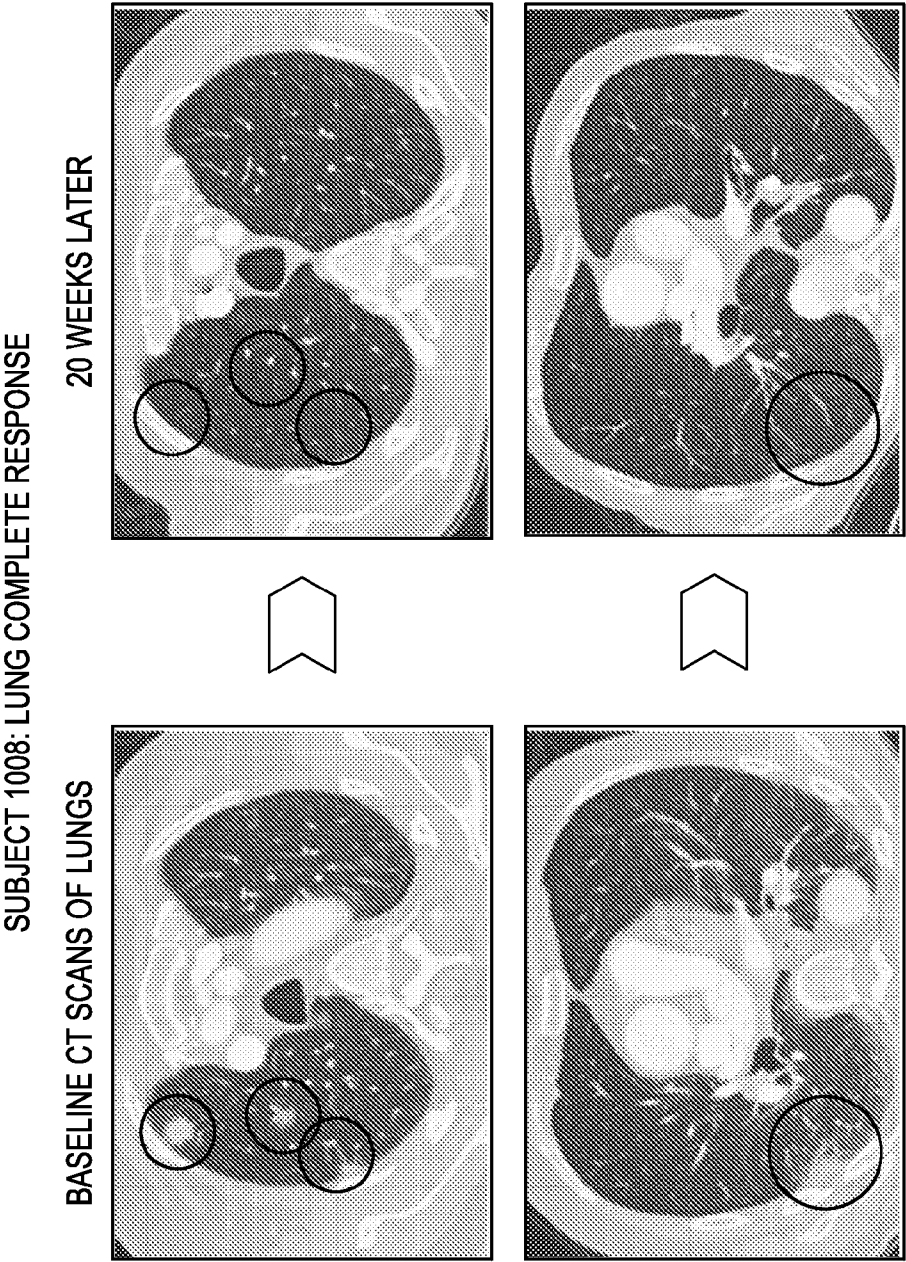 SUBJECT 1008: LUNG COMPLETE RESPONSE
BASELINE CT SCANS OF LUNGS
20 WEEKS LATER